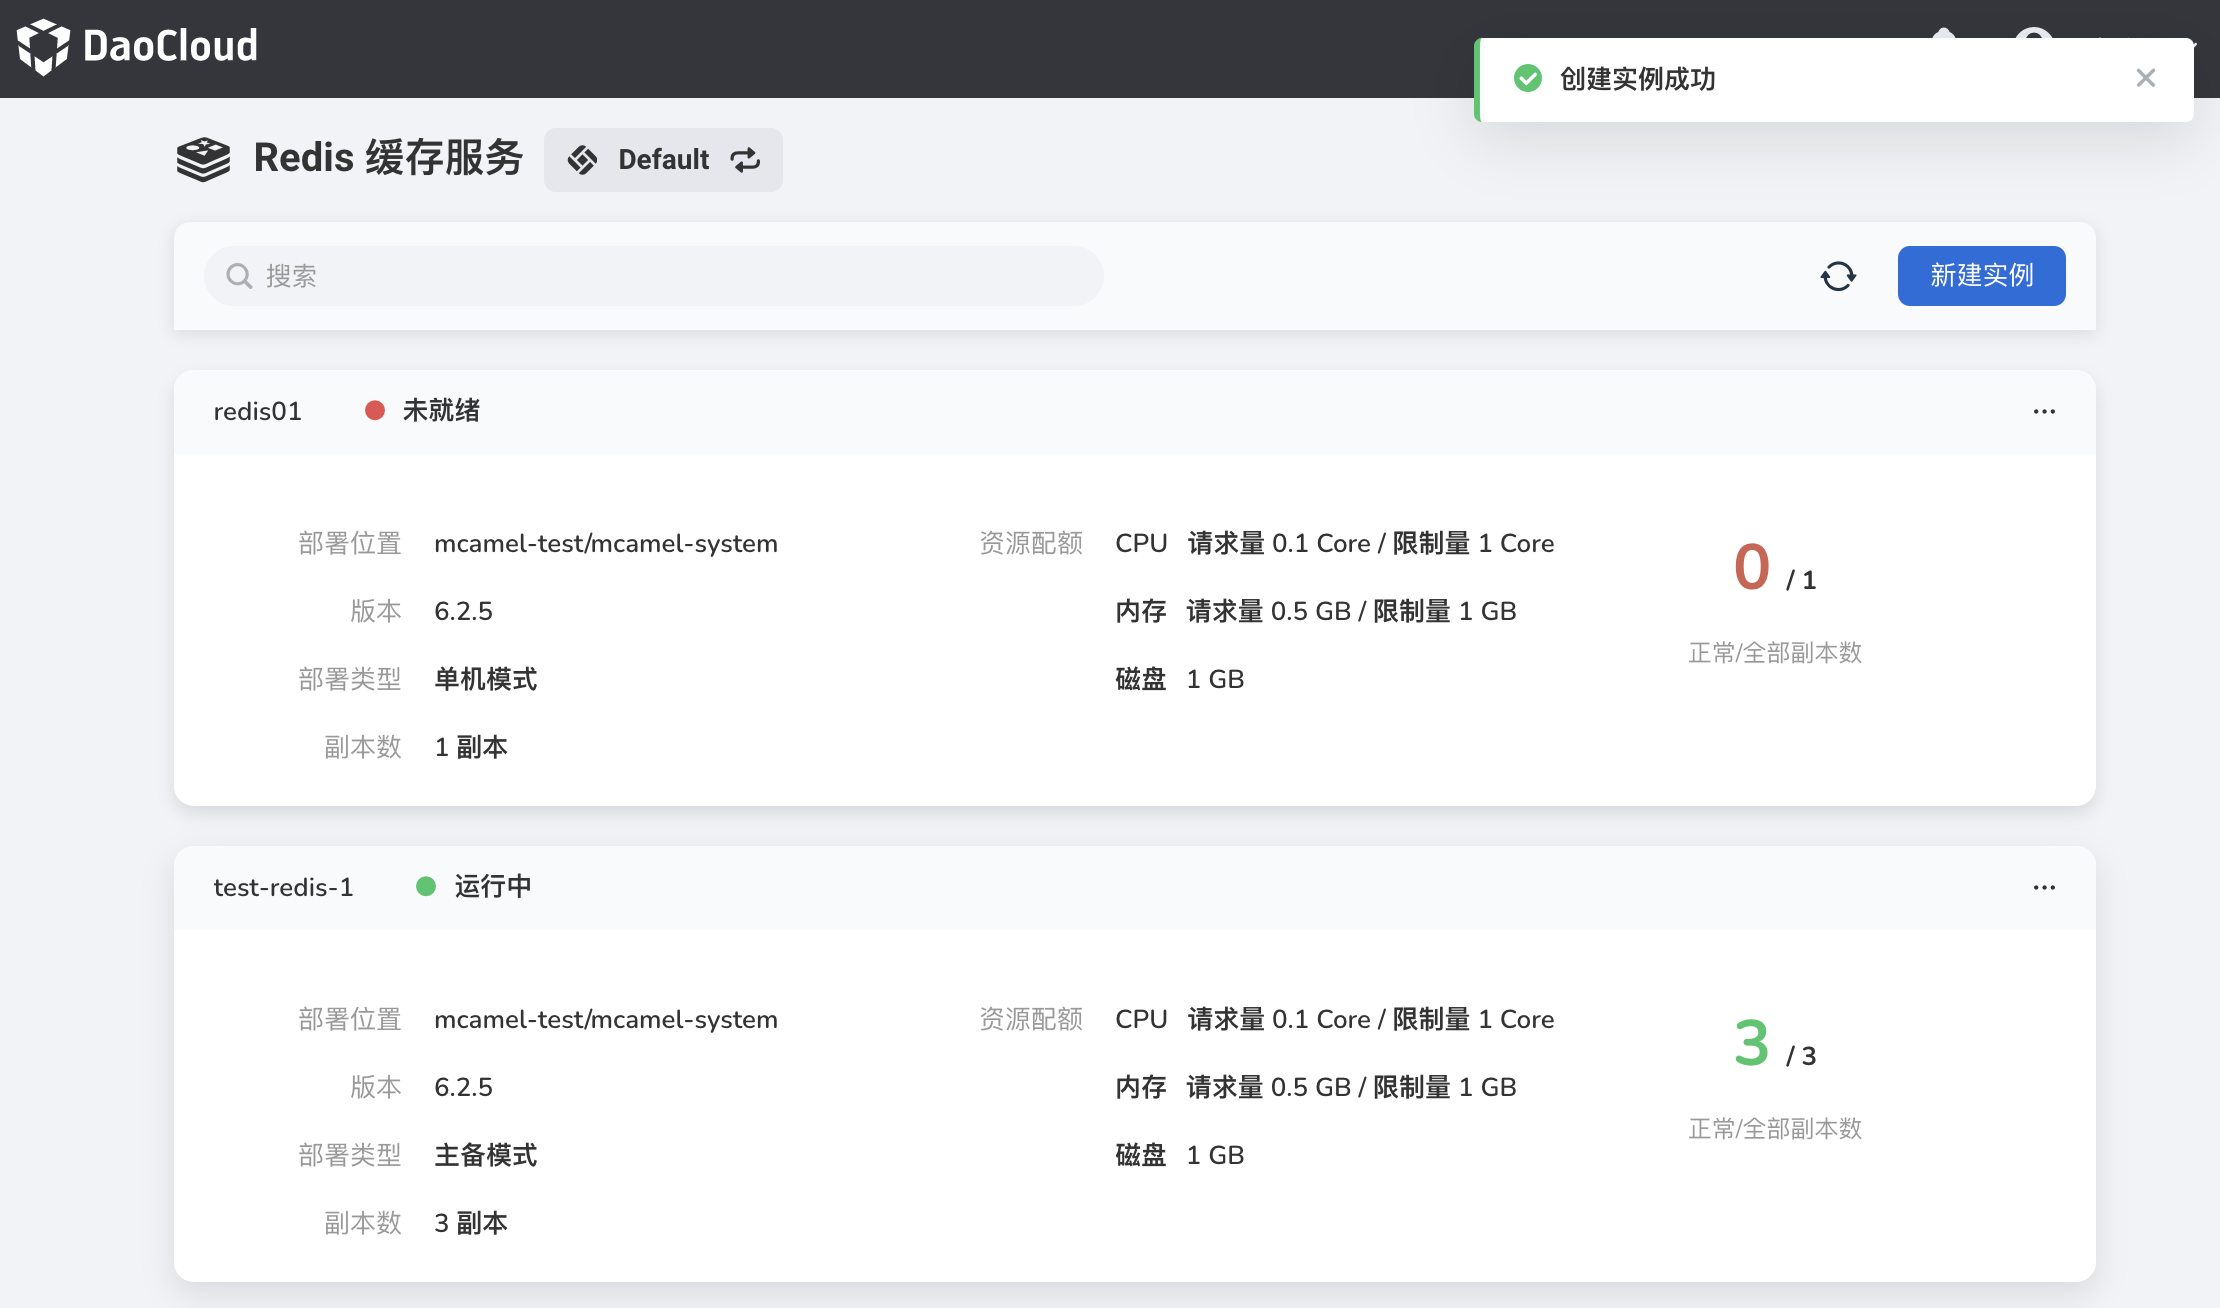 DaoCloud
创建实例成功
Redis 缓存服务
Default
搜索
新建实例
redis01 未就绪
部署位置 mcamel-test/mcamel-system
资源配额 CPU 请求量 0.1 Core / 限制量 1 Core
0 / 1
版本 6.2.5
内存 请求量 0.5 GB / 限制量 1 GB
正常/全部副本数
部署类型 单机模式
磁盘 1 GB
副本数 1 副本
test-redis-1 运行中
部署位置 mcamel-test/mcamel-system
资源配额 CPU 请求量 0.1 Core / 限制量 1 Core
3 / 3
版本 6.2.5
内存 请求量 0.5 GB / 限制量 1 GB
正常/全部副本数
部署类型 主备模式
磁盘 1 GB
副本数 3 副本